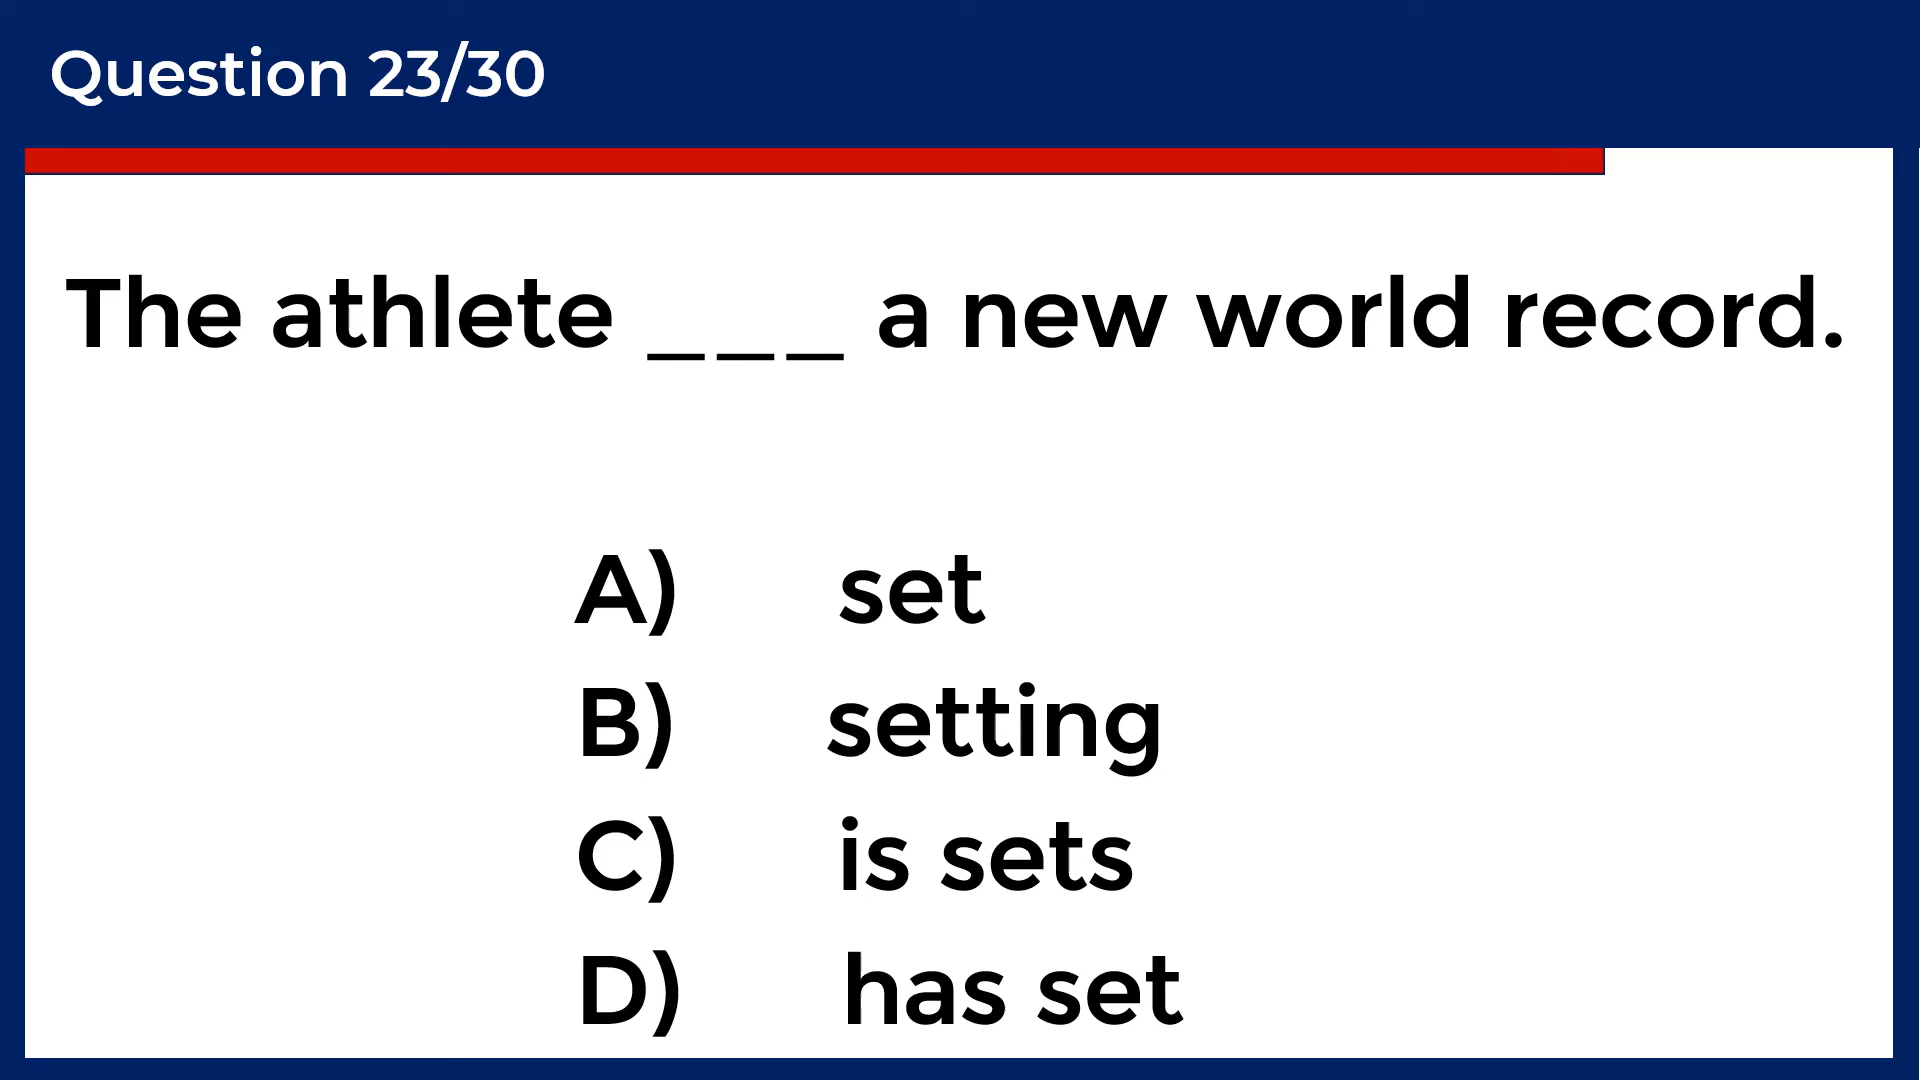 Question 23/30
The athlete ___ a new world record.
A) set
B) setting
C) is sets
D) has set